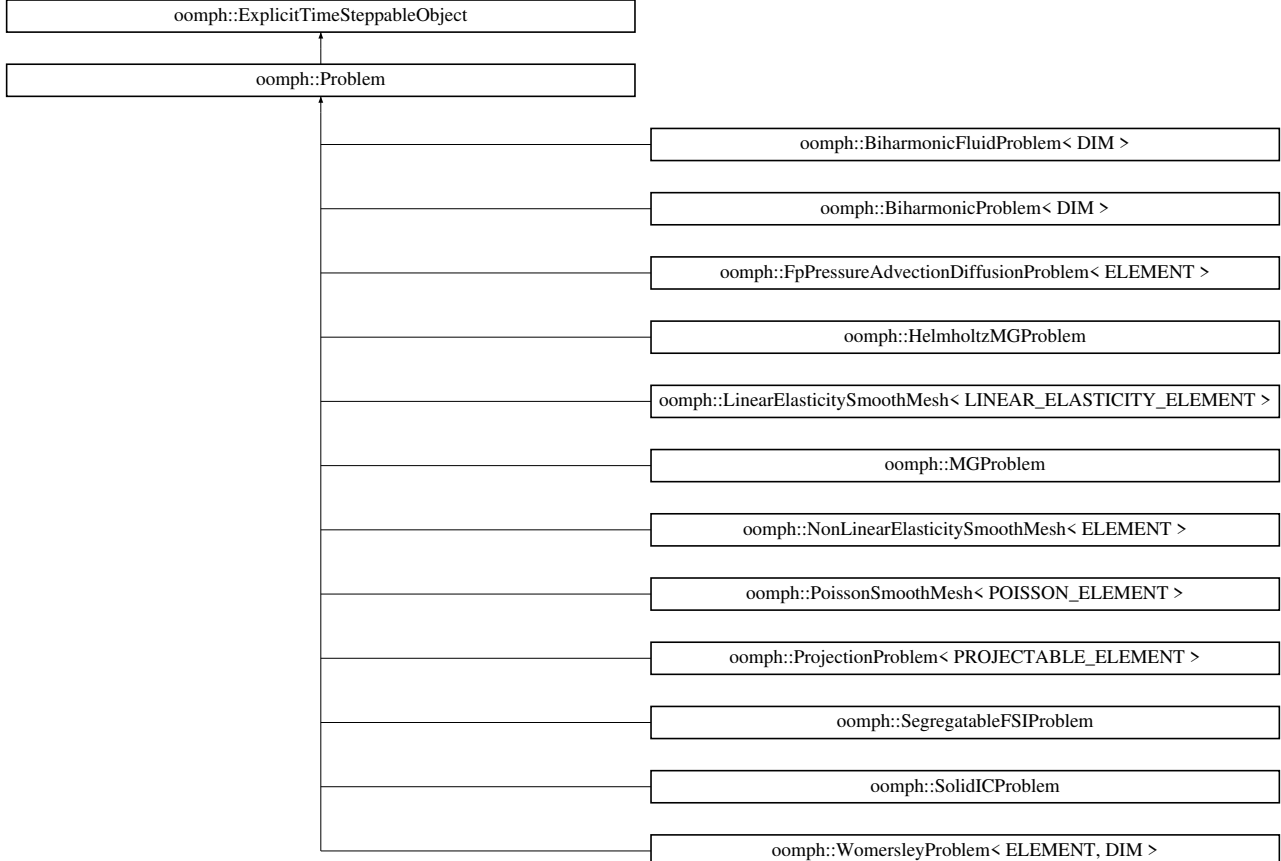 oomph::ExplicitTimeSteppableObject
oomph::Problem
oomph::BiharmonicFluidProblem< DIM >
oomph::BiharmonicProblem< DIM >
oomph::FpPressureAdvectionDiffusionProblem< ELEMENT >
oomph::HelmholtzMGProblem
oomph::LinearElasticitySmoothMesh< LINEAR_ELASTICITY_ELEMENT >
oomph::MGProblem
oomph::NonLinearElasticitySmoothMesh< ELEMENT >
oomph::PoissonSmoothMesh< POISSON_ELEMENT >
oomph::ProjectionProblem< PROJECTABLE_ELEMENT >
oomph::SegregatableFSIProblem
oomph::SolidICProblem
oomph::WomersleyProblem< ELEMENT, DIM >